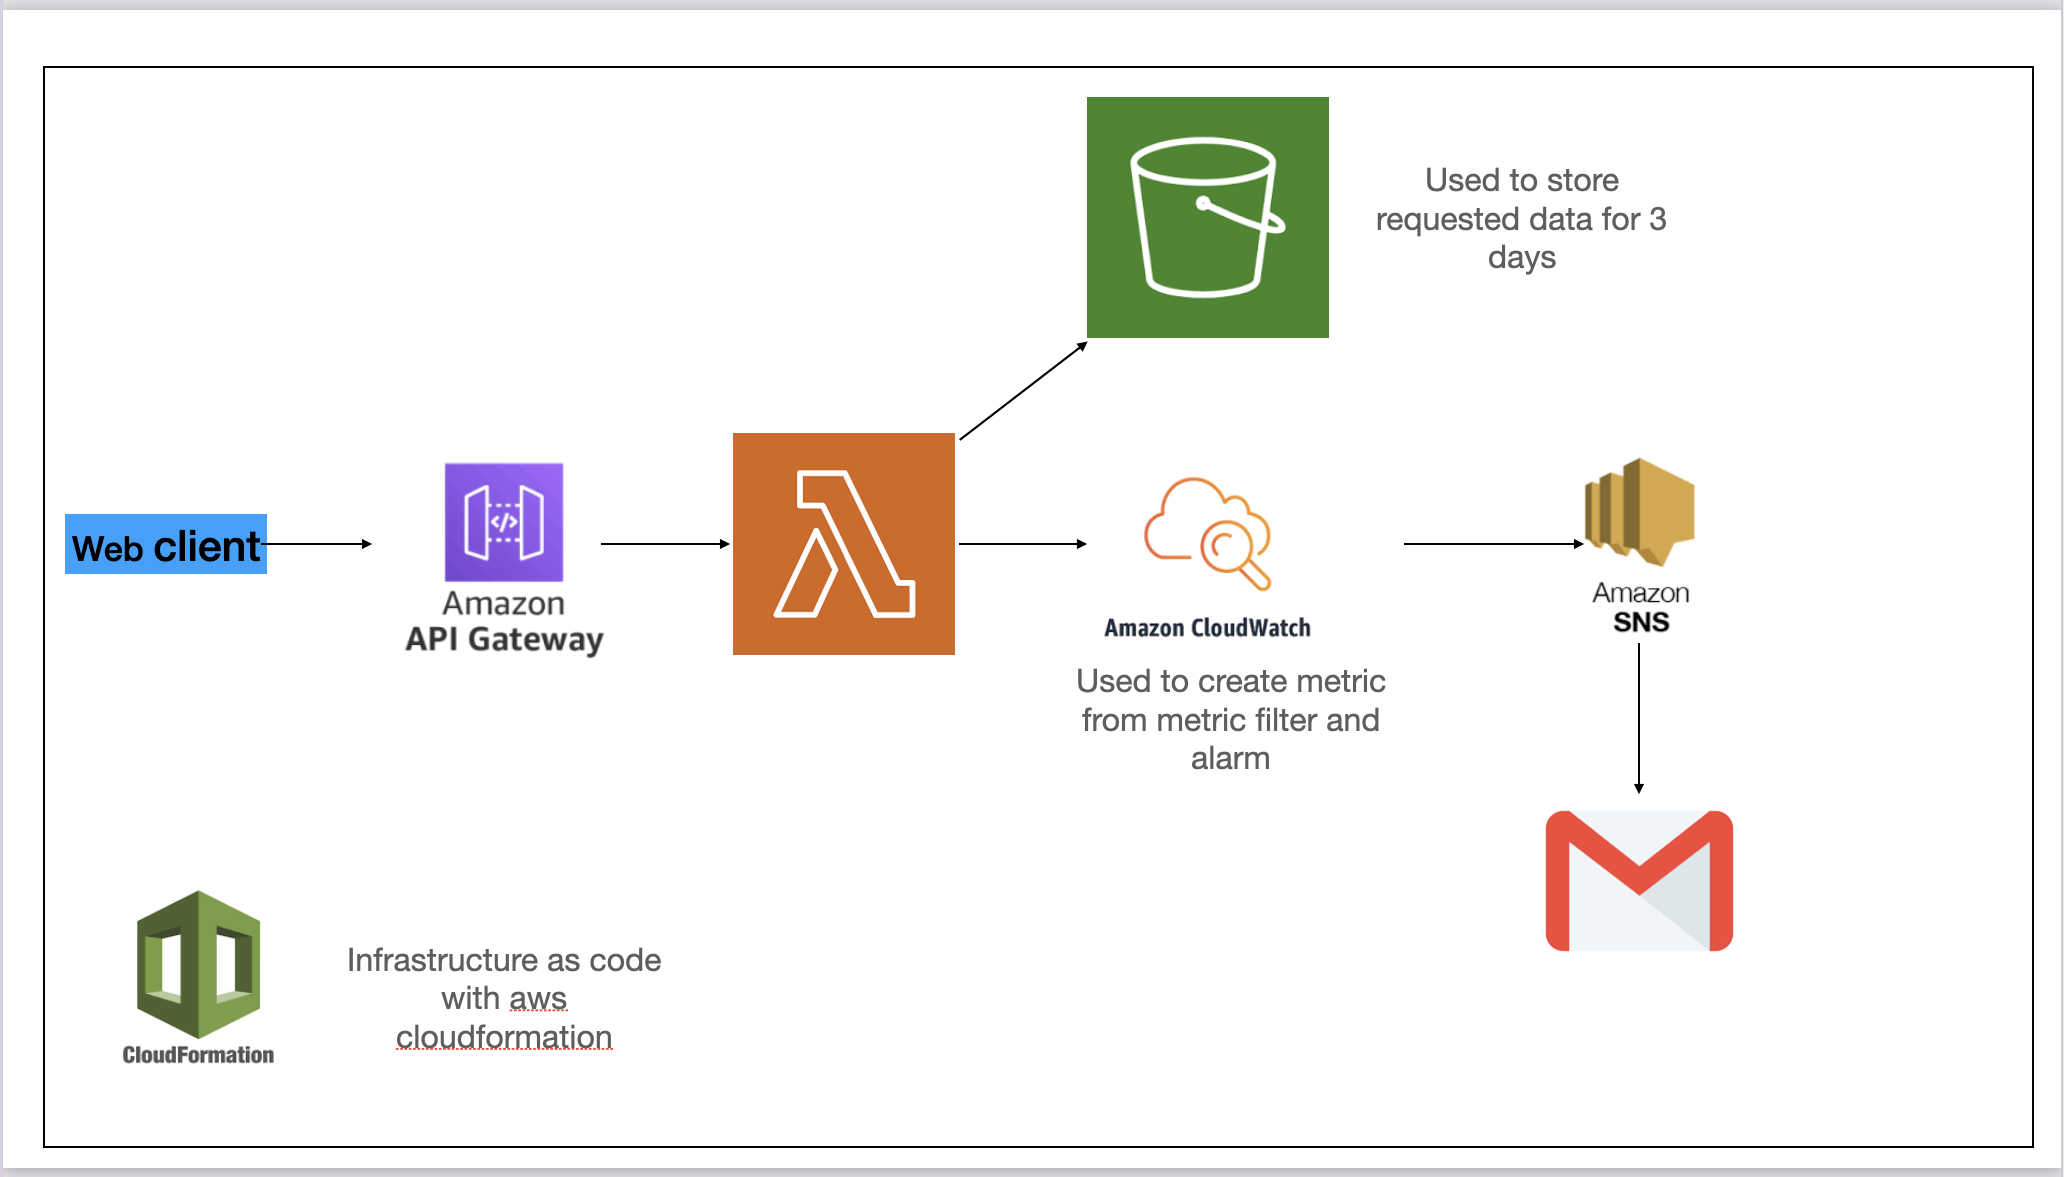 Used to store
requested data for 3
days
Web client
</>
Amazon
API Gateway
Amazon CloudWatch
Used to create metric
from metric filter and
alarm
Amazon
SNS
CloudFormation
Infrastructure as code
with aws
cloudformation